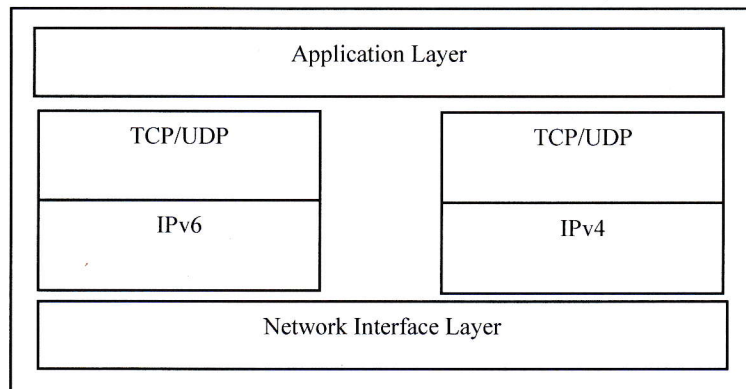 Application Layer
TCP/UDP
IPv6
TCP/UDP
IPv4
Network Interface Layer